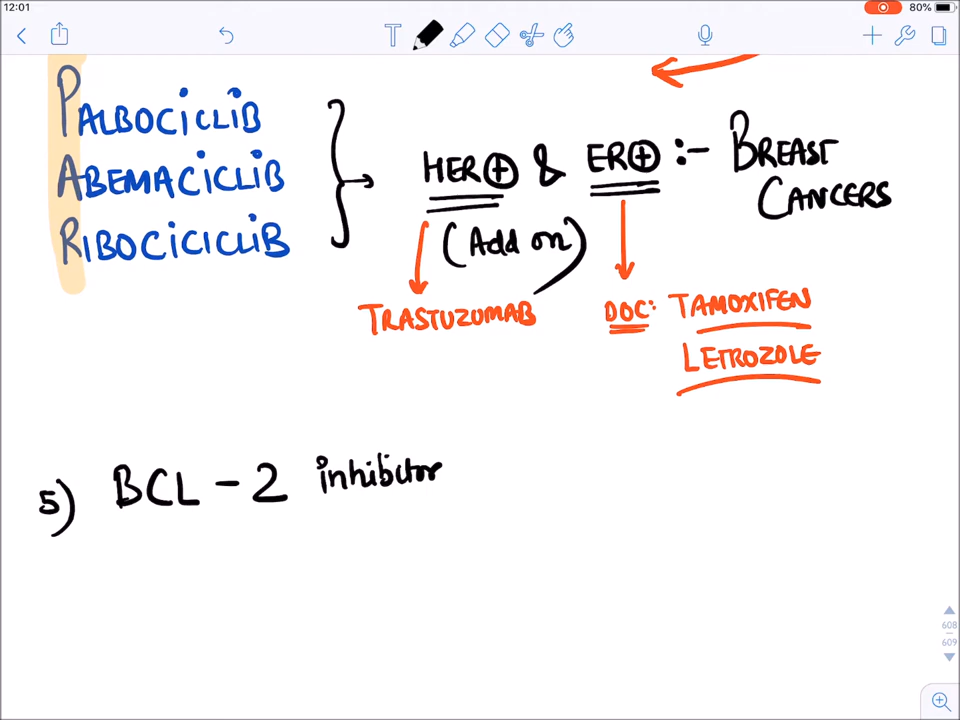 12:01
80%
T
PALBOCICLIB
ABEMACICLIB
RIBOCICICLIB
HER⊕ & ER⊕ :- BREAST CANCERS
(Add on)
TRASTUZUMAB
DOC: TAMOXIFEN
LETROZOLE
5) BCL-2 inhibitor
608
609